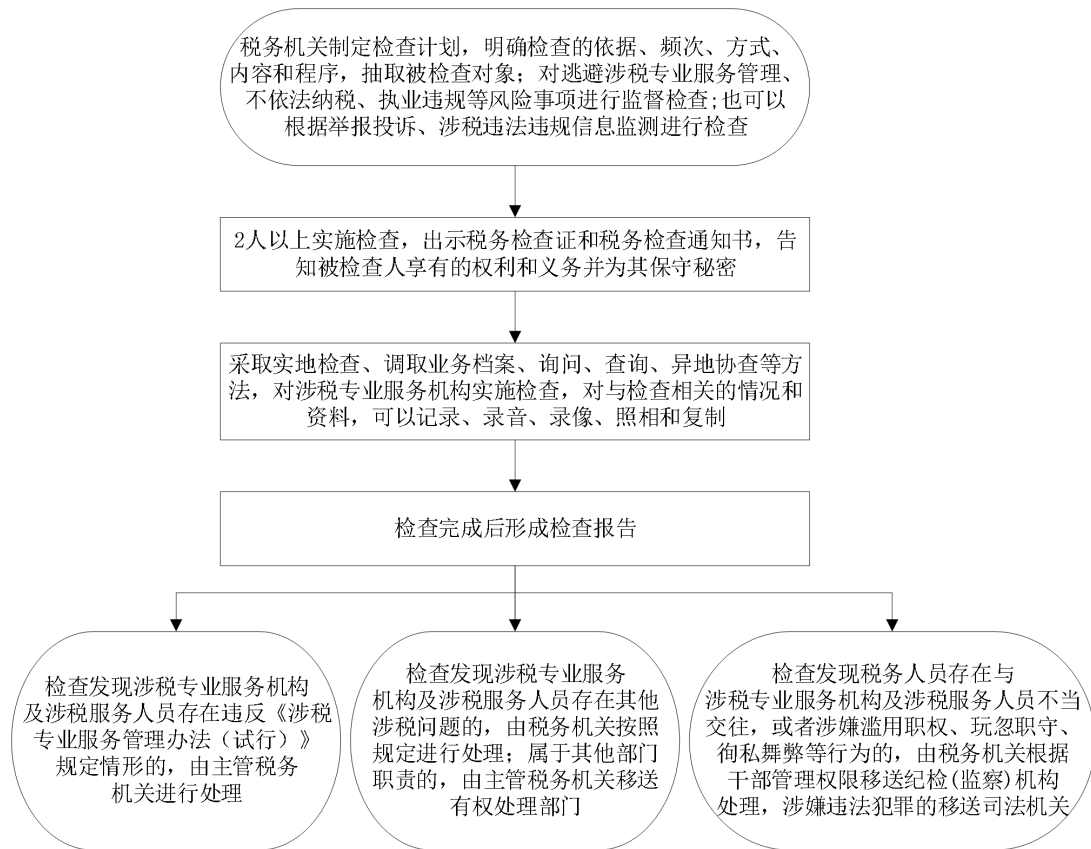 税务机关制定检查计划，明确检查的依据、频次、方式、
内容和程序，抽取被检查对象；对逃避涉税专业服务管理、
不依法纳税、执业违规等风险事项进行监督检查;也可以
根据举报投诉、涉税违法违规信息监测进行检查
2人以上实施检查，出示税务检查证和税务检查通知书，告
知被检查人享有的权利和义务并为其保守秘密
采取实地检查、调取业务档案、询问、查询、异地协查等方
法，对涉税专业服务机构实施检查，对与检查相关的情况和
资料，可以记录、录音、录像、照相和复制
检查完成后形成检查报告
检查发现涉税专业服务机构
及涉税服务人员存在违反《涉税
专业服务管理办法（试行）》
规定情形的，由主管税务
机关进行处理
检查发现涉税专业服务
机构及涉税服务人员存在其他
涉税问题的，由税务机关按照
规定进行处理；属于其他部门
职责的，由主管税务机关移送
有权处理部门
检查发现税务人员存在与
涉税专业服务机构及涉税服务人员不当
交往，或者涉嫌滥用职权、玩忽职守、
徇私舞弊等行为的，由税务机关根据
干部管理权限移送纪检(监察)机构
处理，涉嫌违法犯罪的移送司法机关